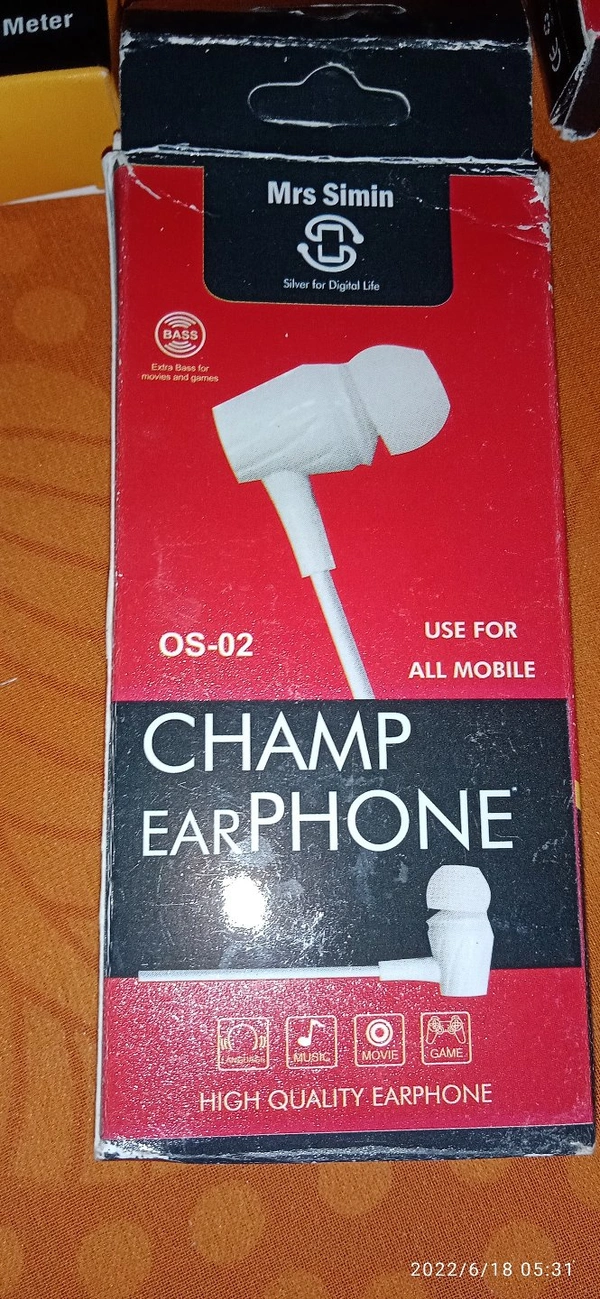 Meter
Mrs Simin
Silver for Digital Life
BASS
Extra Bass for
movies and games
OS-02
USE FOR
ALL MOBILE
CHAMP
EARPHONE
LANGUAGE
MUSIC
MOVIE
GAME
HIGH QUALITY EARPHONE
2022/6/18 05:31